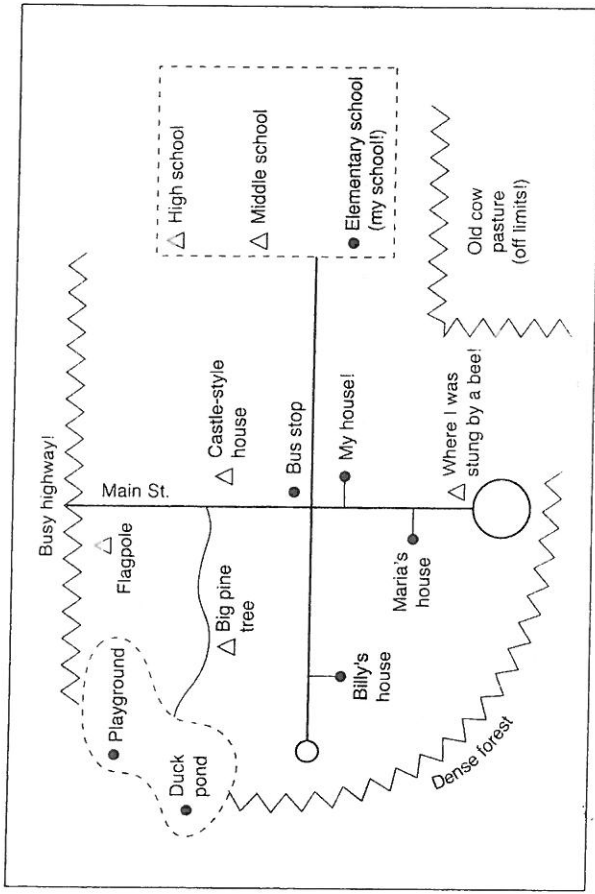 Busy highway!
Playground
Flagpole
Main St.
High school
Duck
pond
Big pine
tree
Castle-style
house
Middle school
Bus stop
Elementary school
(my school!)
Billy's
house
My house!
Maria's
house
Where I was
stung by a bee!
Old cow
pasture
(off limits!)
Dense forest